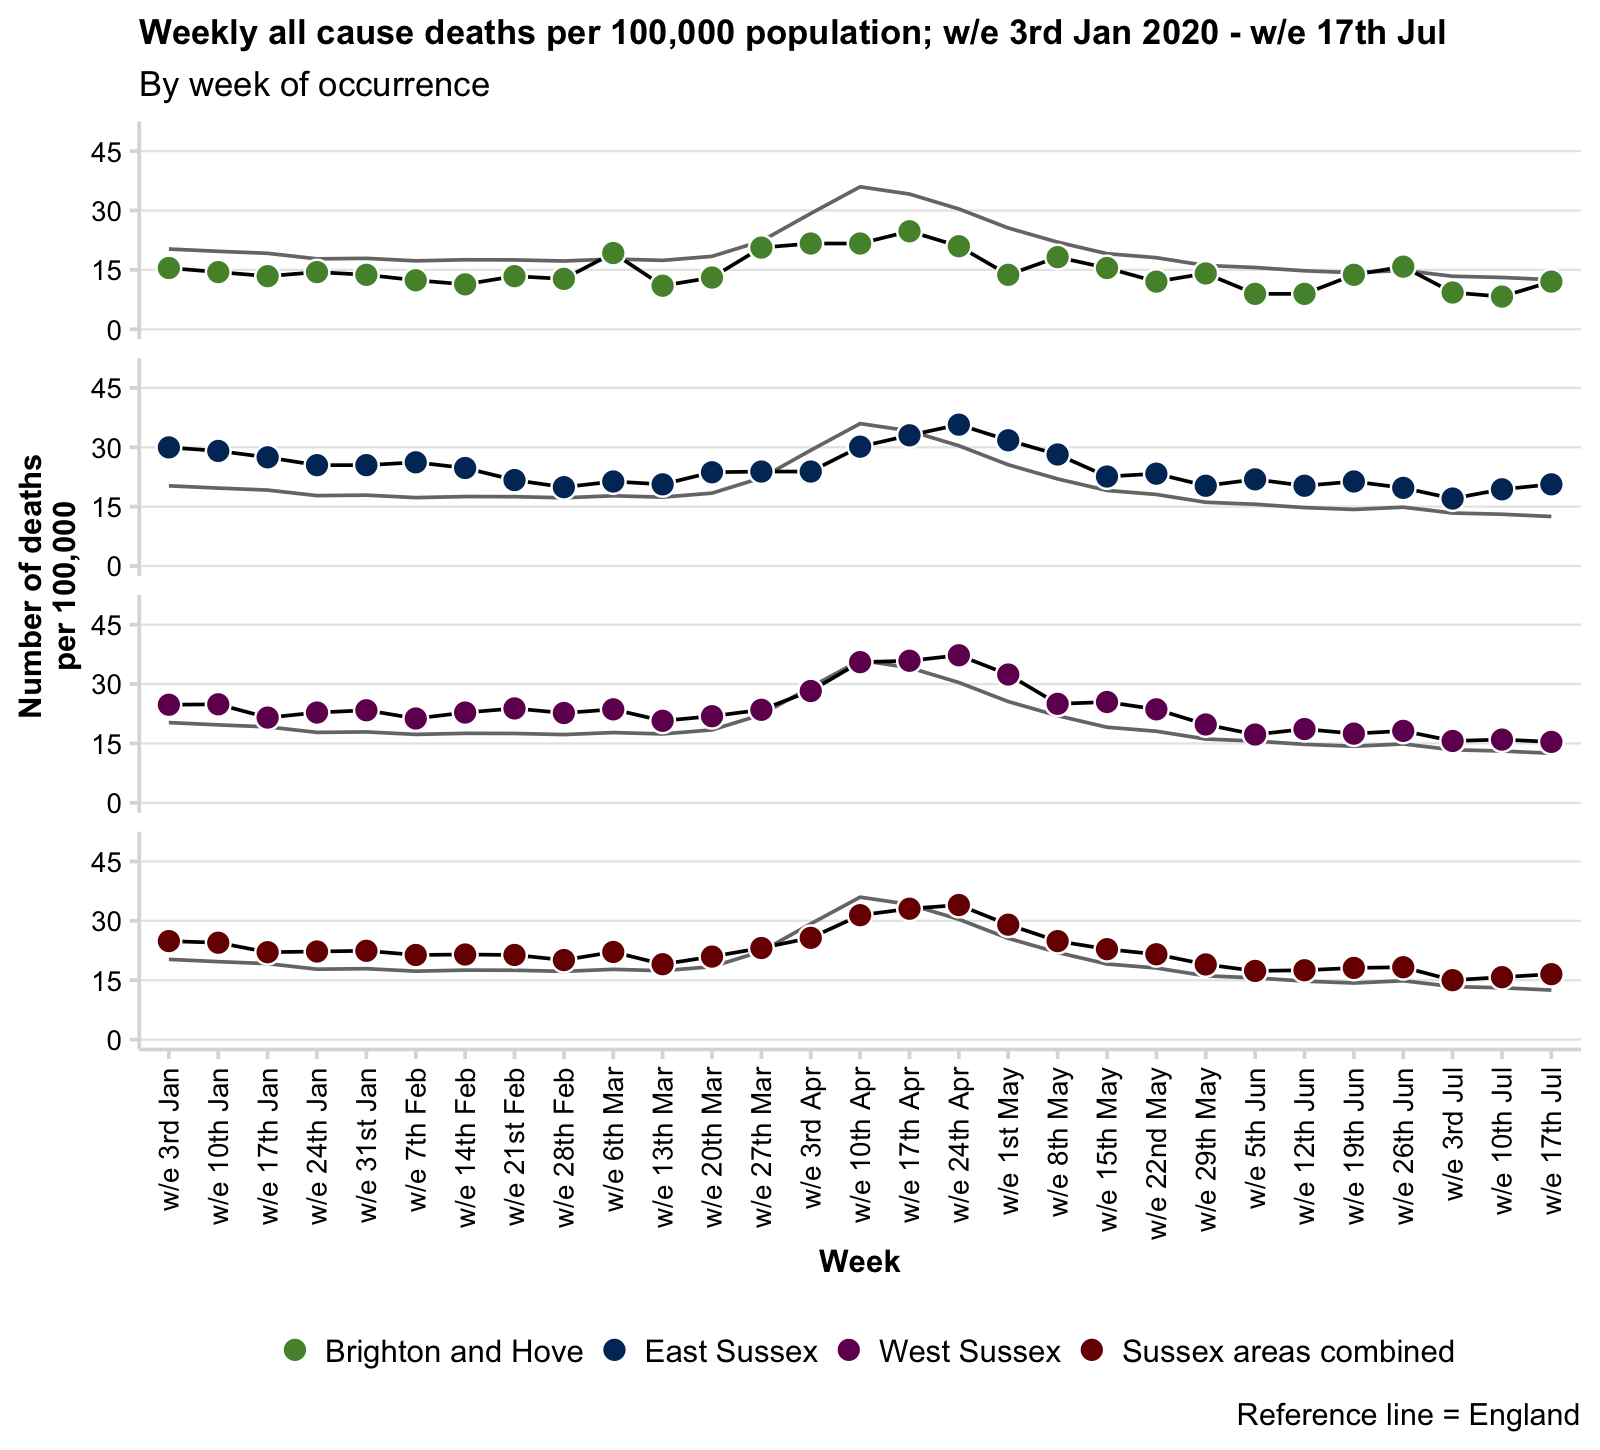 Weekly all cause deaths per 100,000 population; w/e 3rd Jan 2020 - w/e 17th Jul
By week of occurrence
Number of deaths
per 100,000
45
30
15
0
45
30
15
0
45
30
15
0
45
30
15
0
w/e 3rd Jan
w/e 10th Jan
w/e 17th Jan
w/e 24th Jan
w/e 31st Jan
w/e 7th Feb
w/e 14th Feb
w/e 21st Feb
w/e 28th Feb
w/e 6th Mar
w/e 13th Mar
w/e 20th Mar
w/e 27th Mar
w/e 3rd Apr
w/e 10th Apr
w/e 17th Apr
w/e 24th Apr
w/e 1st May
w/e 8th May
w/e 15th May
w/e 22nd May
w/e 29th May
w/e 5th Jun
w/e 12th Jun
w/e 19th Jun
w/e 26th Jun
w/e 3rd Jul
w/e 10th Jul
w/e 17th Jul
Week
Brighton and Hove East Sussex West Sussex Sussex areas combined
Reference line = England